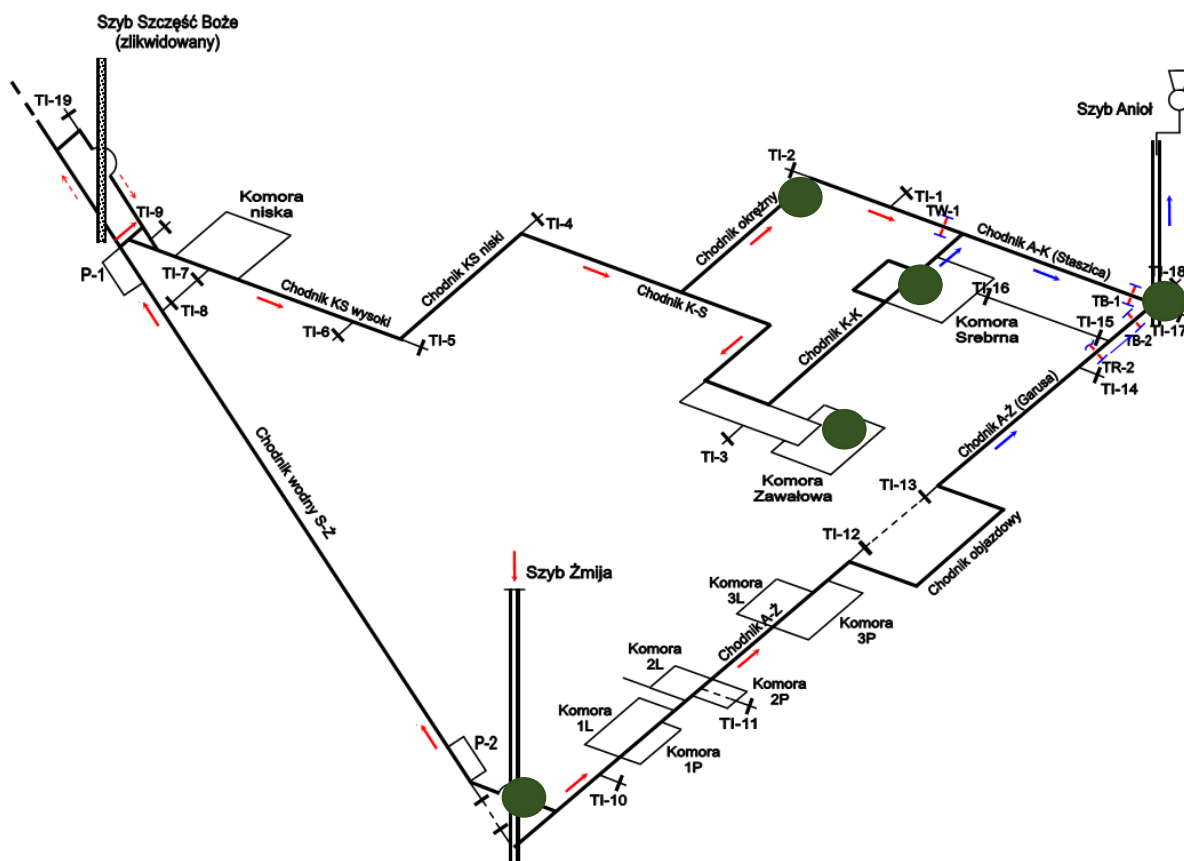 Szyb Szczęść Boże
(zlikwidowany)
TI-19
Szyb Anioł
TI-2
TI-1
TW-1
TI-9
Komora
niska
Chodnik okrężny
Chodnik A-K (Staszica)
TI-4
P-1
TI-7
TI-8
Chodnik KS wysoki
Chodnik KS niski
TI-6
TI-5
Chodnik K-S
TI-16
Komora
Srebrna
TI-18
TB-1
TI-17
TI-15
TB-2
TR-2
TI-14
Chodnik K-K
Chodnik A-Ż (Garusa)
TI-3
Komora
Zawałowa
TI-13
TI-12
Chodnik objazdowy
Chodnik wodny S-Ż
Szyb Żmija
Komora
3L
Komora
3P
Chodnik A-Ż
Komora
2L
Komora
2P
TI-11
Komora
1L
Komora
1P
P-2
TI-10